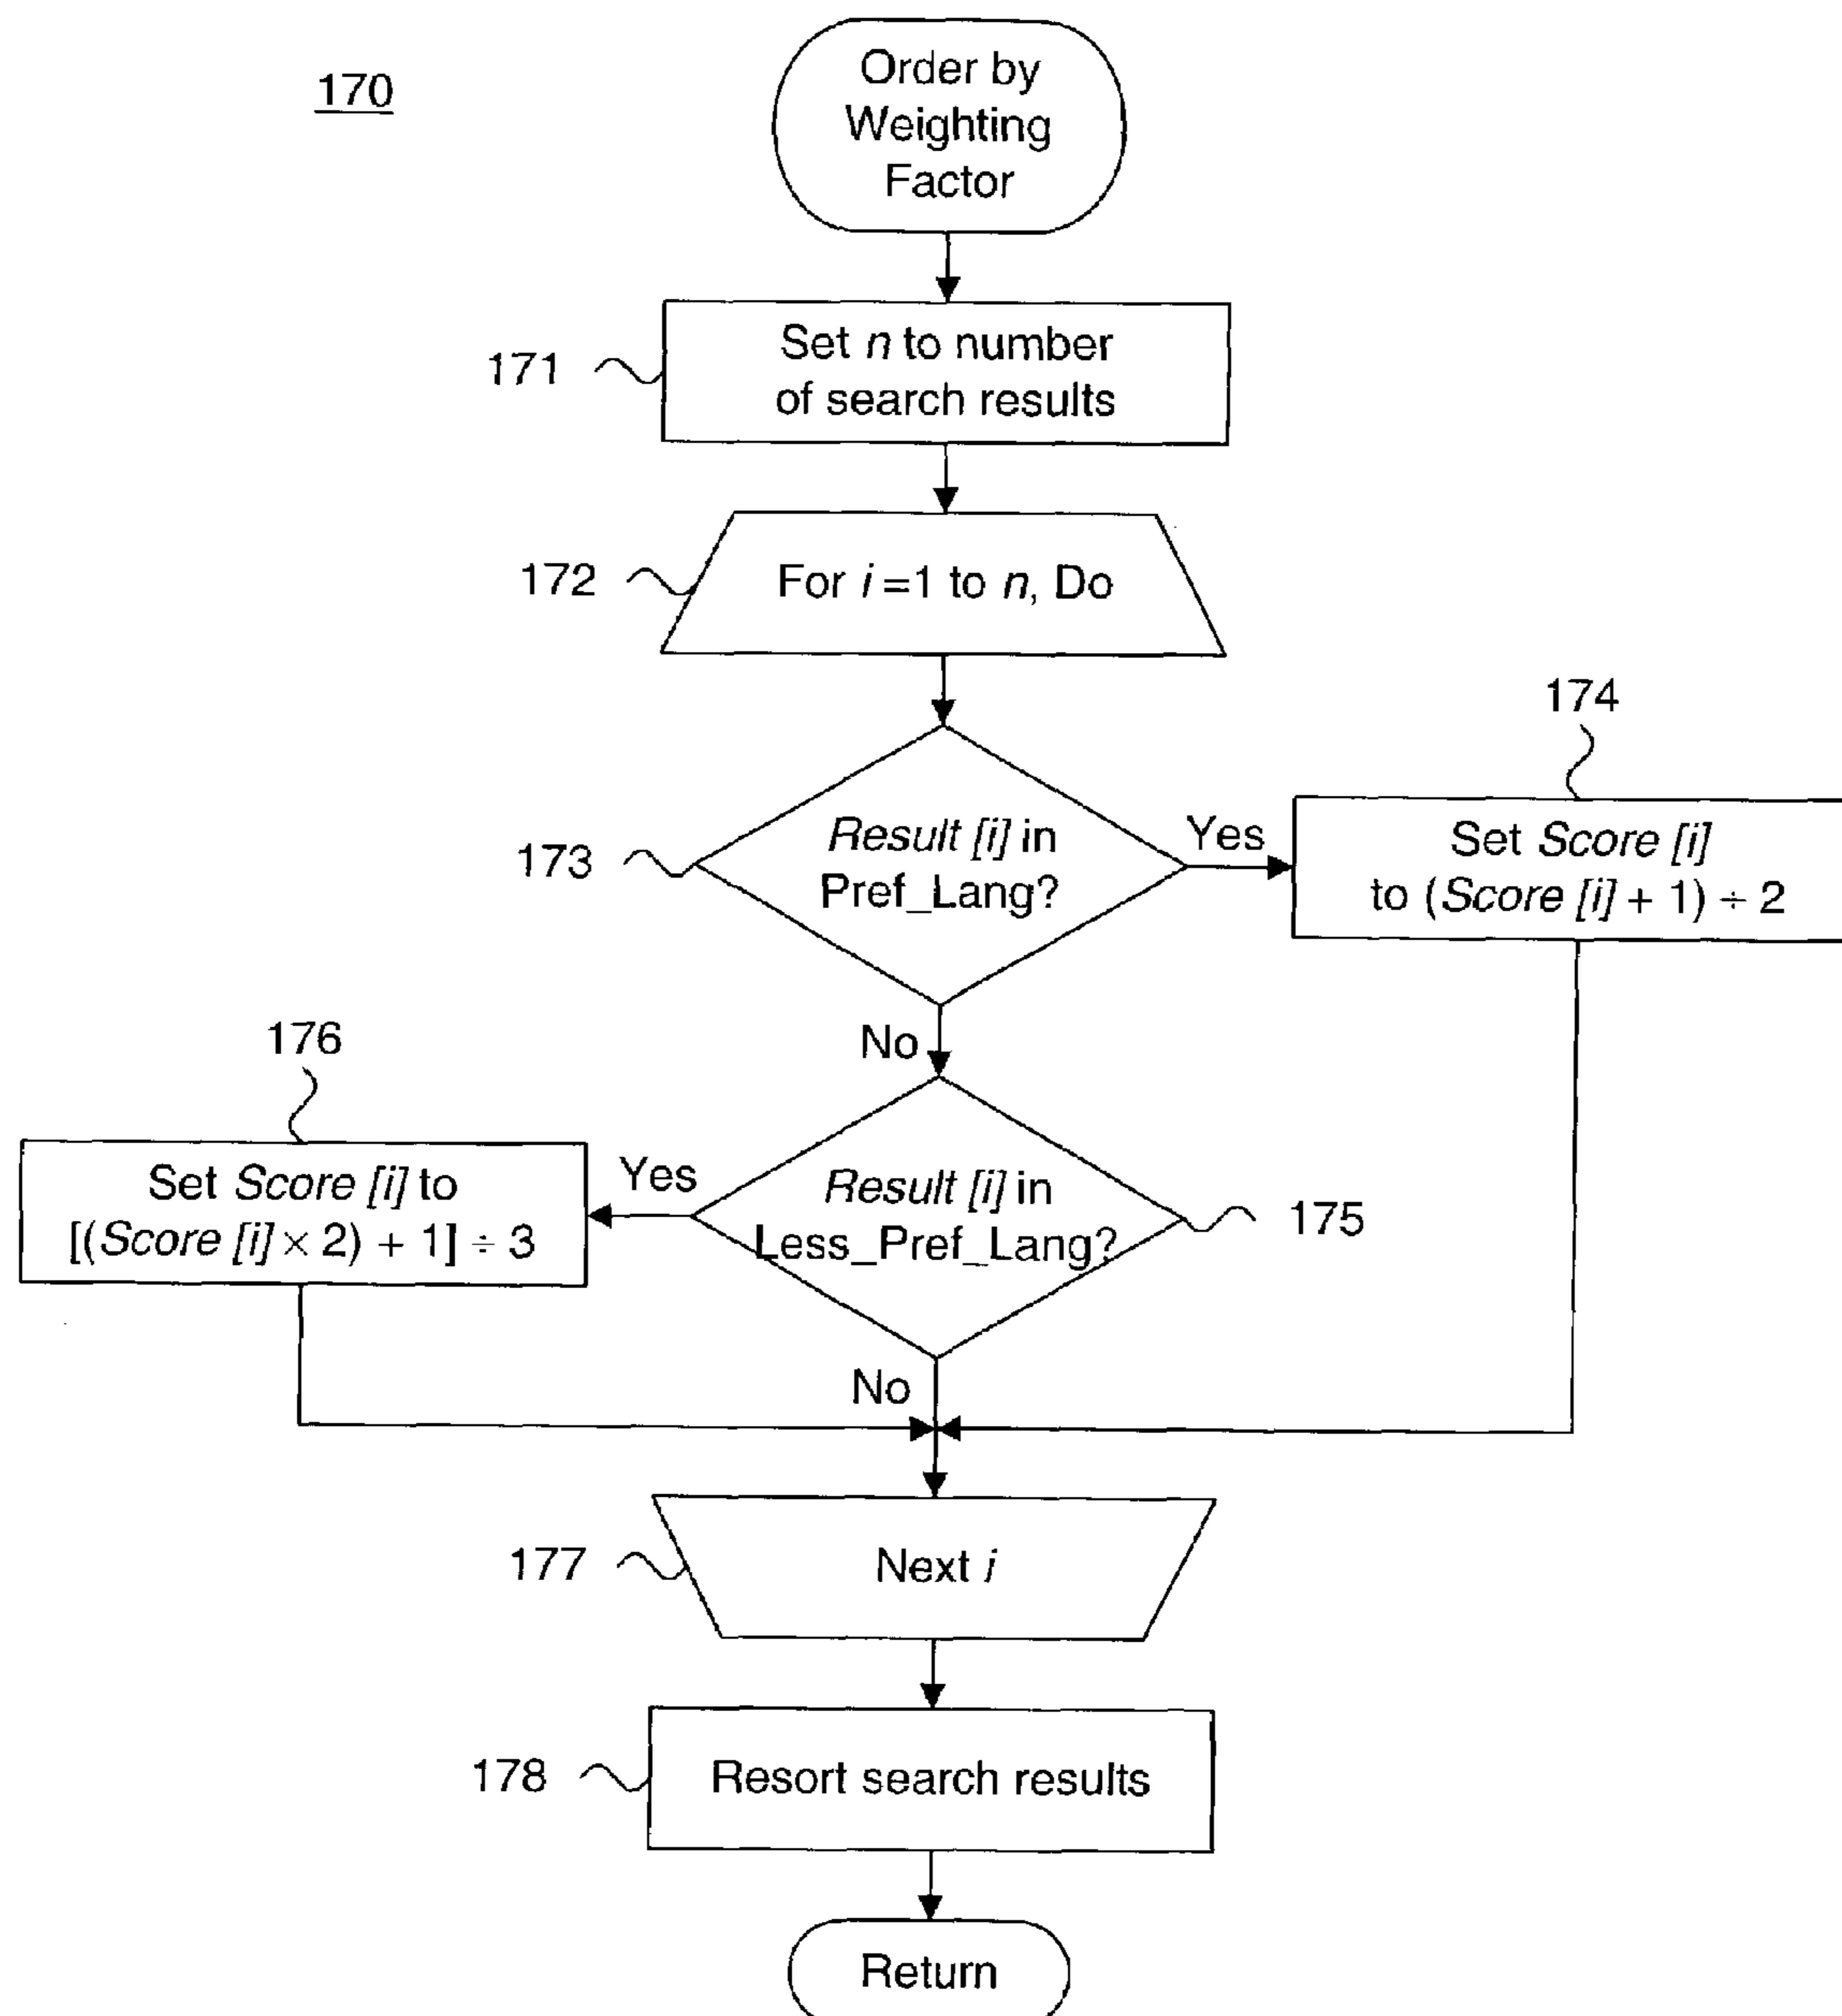 170
Order by
Weighting
Factor
171
Set n to number
of search results
172
For i =1 to n, Do
174
173
Result [i] in
Pref_Lang?
Yes
Set Score [i]
to (Score [i] + 1) ÷ 2
No
176
Set Score [i] to
[(Score [i] × 2) + 1] ÷ 3
Yes
Result [i] in
Less_Pref_Lang?
175
No
177
Next i
178
Resort search results
Return